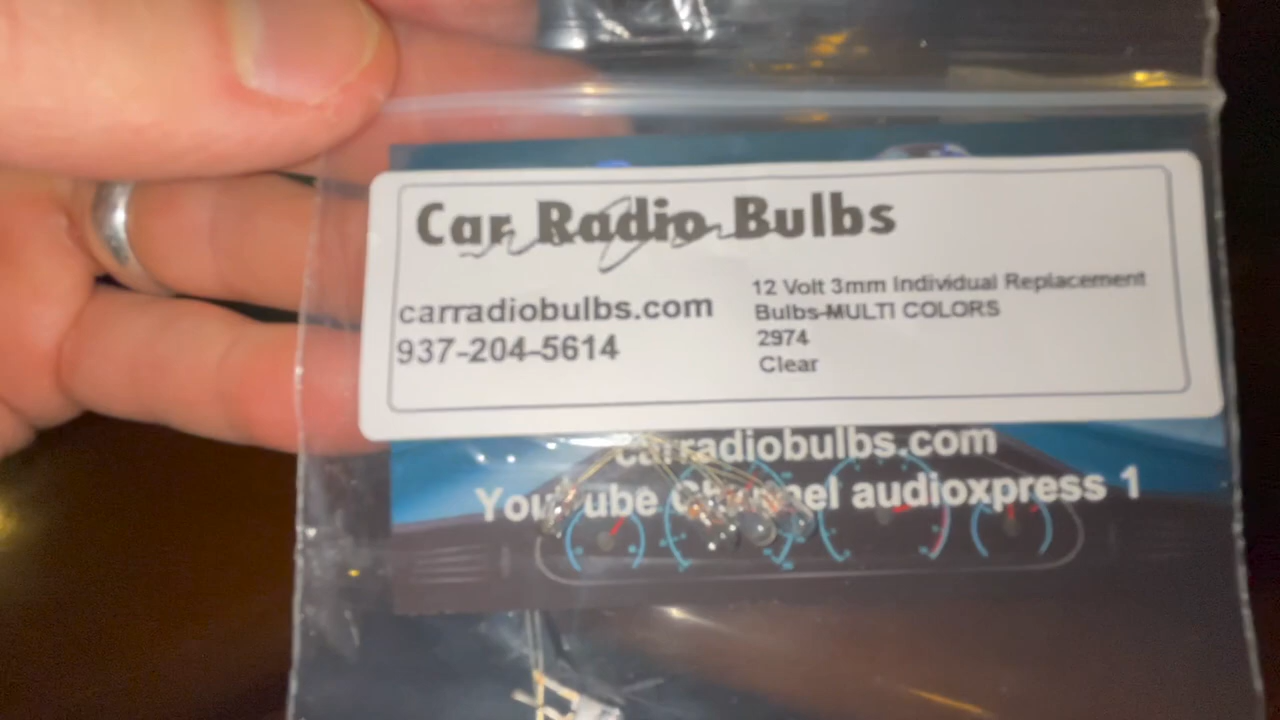 Car Radio Bulbs
carradiobulbs.com
937-204-5614
12 Volt 3mm Individual Replacement
Bulbs-MULTI COLORS
2974
Clear
carradiobulbs.com
YouTube Channel audioxpress 1